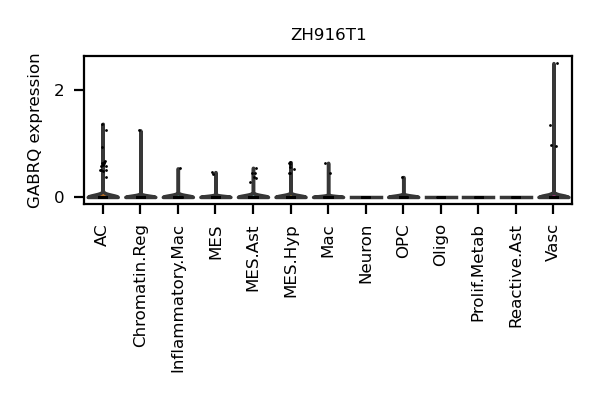 ZH916T1
GABRQ expression
2
0
AC
Chromatin.Reg
Inflammatory.Mac
MES
MES.Ast
MES.Hyp
Mac
Neuron
OPC
Oligo
Prolif.Metab
Reactive.Ast
Vasc